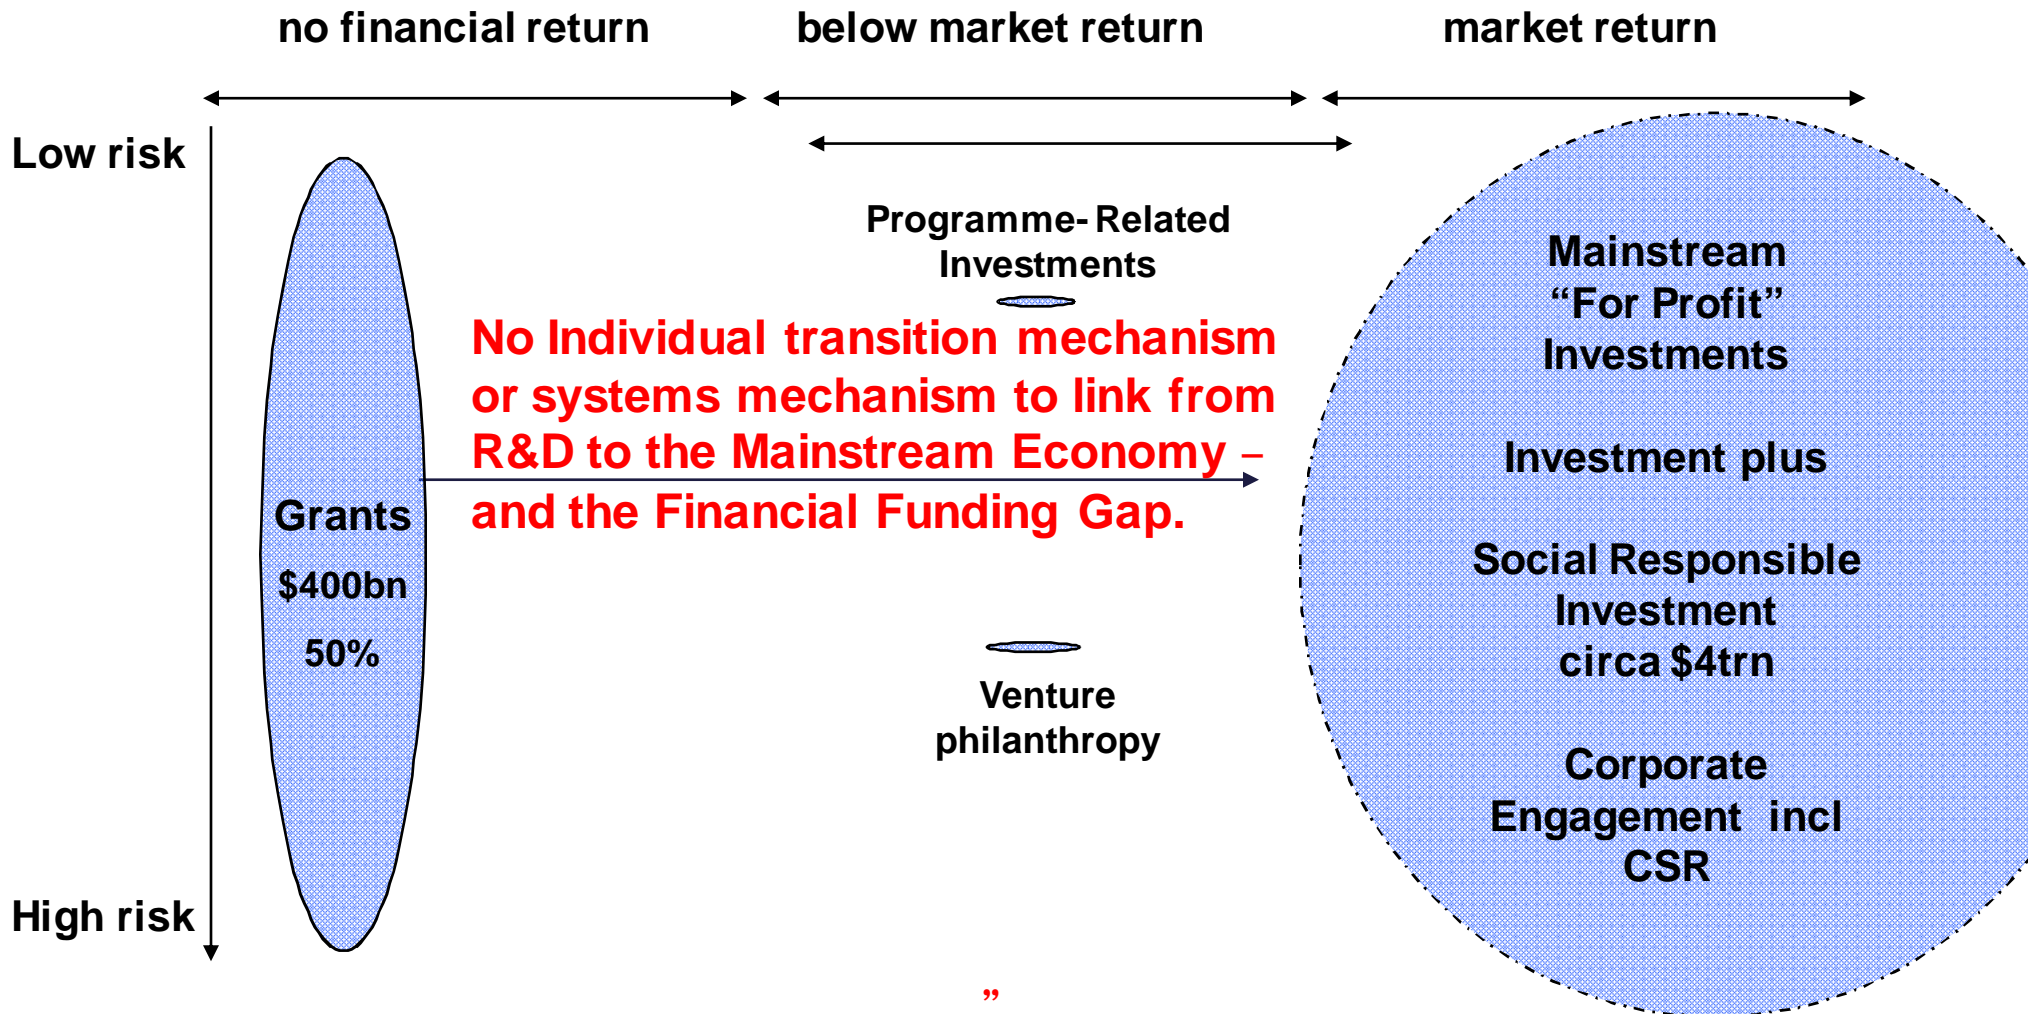 no financial return
below market return
market return
Low risk
Programme-Related
Investments
No Individual transition mechanism
or systems mechanism to link from
R&D to the Mainstream Economy –
and the Financial Funding Gap.
Grants
$400bn
50%
Venture
philanthropy
Mainstream
“For Profit”
Investments
Investment plus
Social Responsible
Investment
circa $4trn
Corporate
Engagement incl
CSR
High risk
”